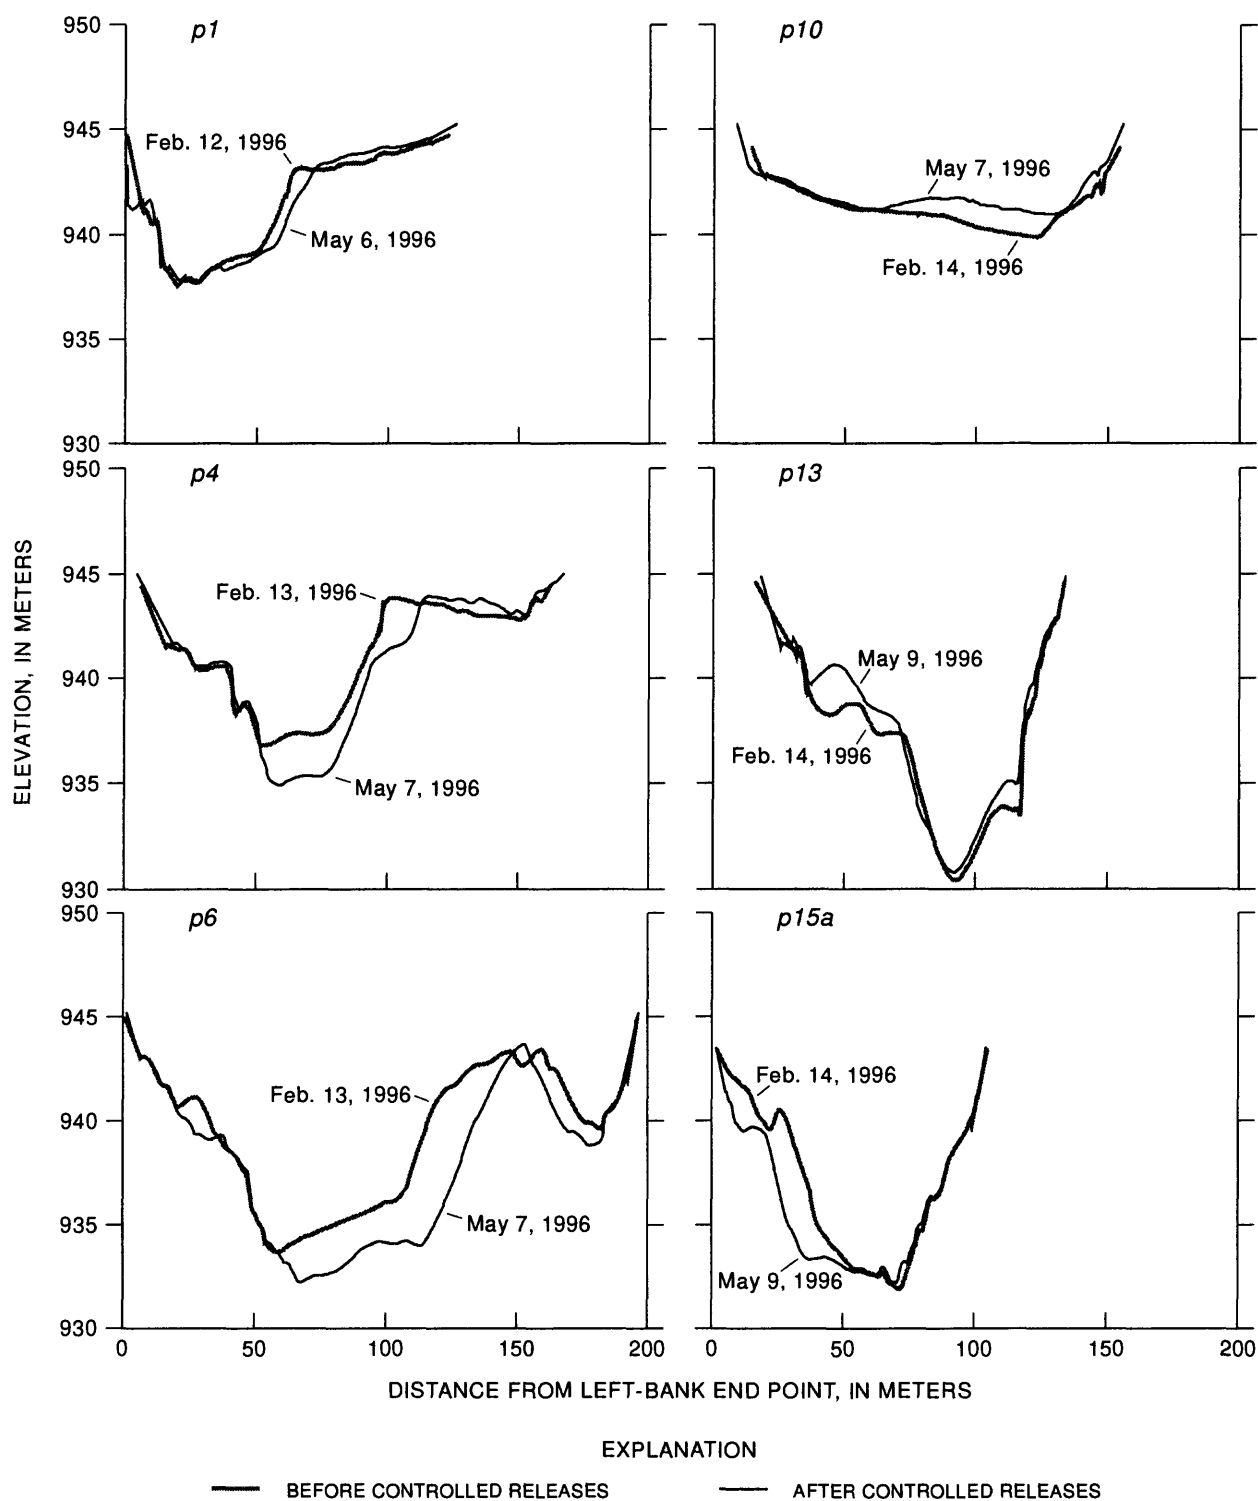 950
p1
945
Feb. 12, 1996
May 6, 1996
940
935
930
p10
May 7, 1996
Feb. 14, 1996
950
p4
945
Feb. 13, 1996
940
935
May 7, 1996
930
p13
May 9, 1996
Feb. 14, 1996
950
p6
945
Feb. 13, 1996
940
935
May 7, 1996
930
0
50
100
150
200
p15a
Feb. 14, 1996
May 9, 1996
0
50
100
150
200
ELEVATION, IN METERS
DISTANCE FROM LEFT-BANK END POINT, IN METERS
EXPLANATION
BEFORE CONTROLLED RELEASES
AFTER CONTROLLED RELEASES